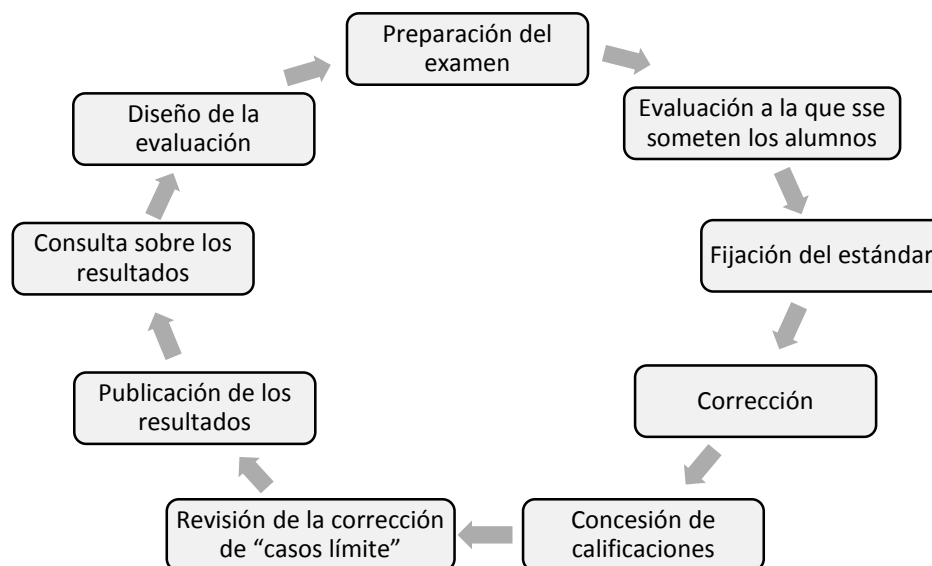 Preparación del
examen
Evaluación a la que sse
someten los alumnos
Fijación del estándar
Corrección
Concesión de
calificaciones
Revisión de la corrección
de “casos límite”
Publicación de los
resultados
Consulta sobre los
resultados
Diseño de la
evaluación